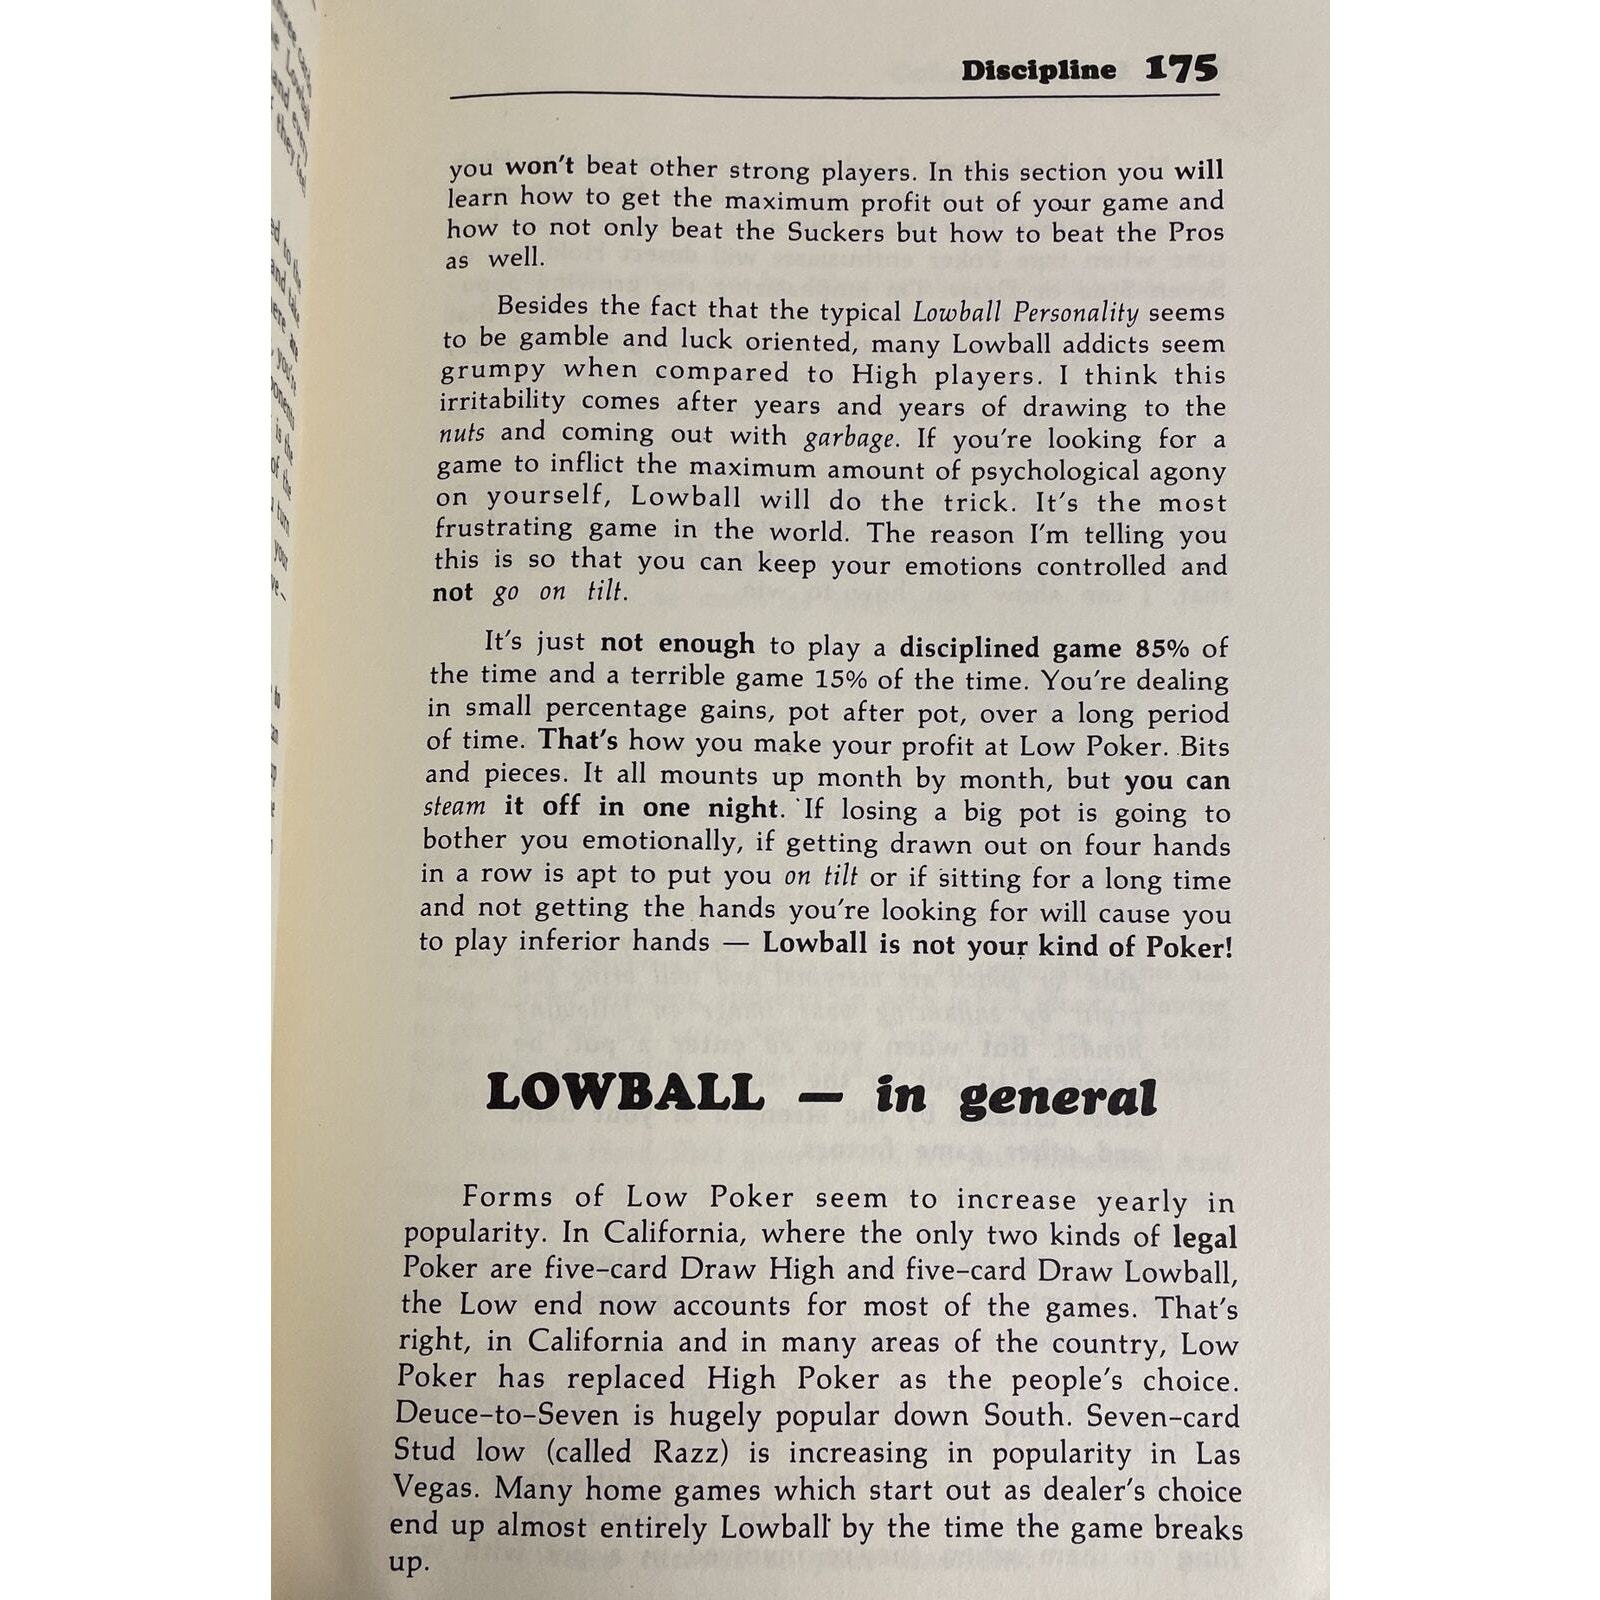 Discipline 175
you won't beat other strong players. In this section you will
learn how to get the maximum profit out of your game and
how to not only beat the Suckers but how to beat the Pros
as well.
Besides the fact that the typical Lowball Personality seems
to be gamble and luck oriented, many Lowball addicts seem
grumpy when compared to High players. I think this
irritability comes after years and years of drawing to the
nuts and coming out with garbage. If you're looking for a
game to inflict the maximum amount of psychological agony
on yourself, Lowball will do the trick. It's the most
frustrating game in the world. The reason I'm telling you
this is so that you can keep your emotions controlled and
not go on tilt.
It's just not enough to play a disciplined game 85% of
the time and a terrible game 15% of the time. You're dealing
in small percentage gains, pot after pot, over a long period
of time. That's how you make your profit at Low Poker. Bits
and pieces. It all mounts up month by month, but you can
steam it off in one night. If losing a big pot is going to
bother you emotionally, if getting drawn out on four hands
in a row is apt to put you on tilt or if sitting for a long time
and not getting the hands you're looking for will cause you
to play inferior hands — Lowball is not your kind of Poker!
LOWBALL — in general
Forms of Low Poker seem to increase yearly in
popularity. In California, where the only two kinds of legal
Poker are five-card Draw High and five-card Draw Lowball,
the Low end now accounts for most of the games. That's
right, in California and in many areas of the country, Low
Poker has replaced High Poker as the people's choice.
Deuce-to-Seven is hugely popular down South. Seven-card
Stud low (called Razz) is increasing in popularity in Las
Vegas. Many home games which start out as dealer's choice
end up almost entirely Lowball by the time the game breaks
up.